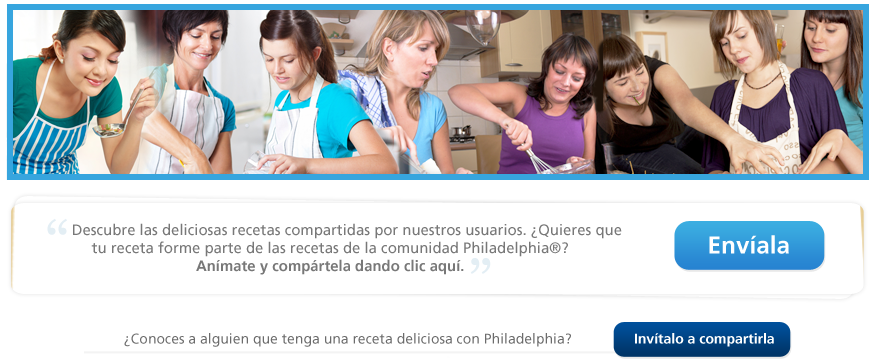 Descubre las deliciosas recetas compartidas por nuestros usuarios. ¿Quieres que
tu receta forme parte de las recetas de la comunidad Philadelphia®?
Anímate y compártela dando clic aquí.
Envíala
¿Conoces a alguien que tenga una receta deliciosa con Philadelphia?
Invítalo a compartirla